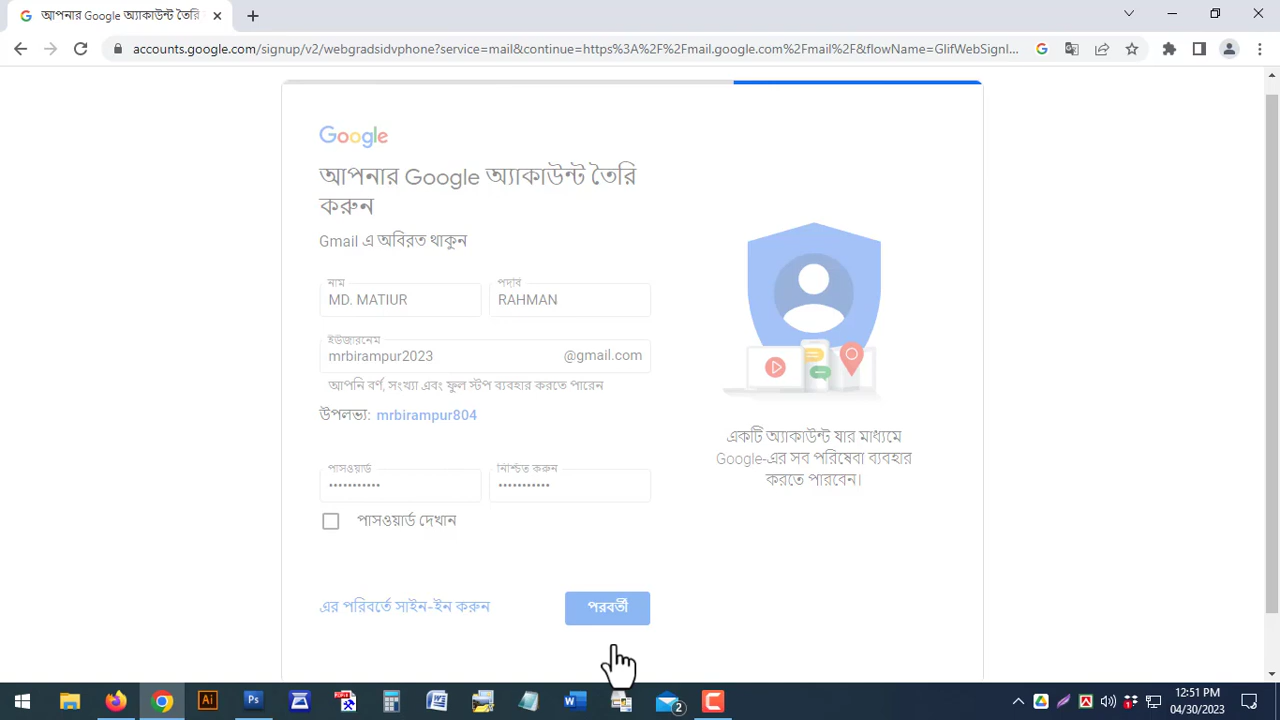 আপনার Google অ্যাকাউন্ট তৈরি
accounts.google.com/signup/v2/webgradsidvphone?service=mail&continue=https%3A%2F%2Fmail.google.com%2Fmail%2F&flowName=GlifWebSignI...
Google
আপনার Google অ্যাকাউন্ট তৈরি
করুন
Gmail এ অবিরত থাকুন
নাম
পদবি
MD. MATIUR
RAHMAN
ইউজারনেম
mrbirampur2023
@gmail.com
আপনি বর্ণ, সংখ্যা এবং ফুল স্টপ ব্যবহার করতে পারেন
উপলভ্য: mrbirampur804
পাসওয়ার্ড
নিশ্চিত করুন
•••••••••••
•••••••••••
পাসওয়ার্ড দেখান
এর পরিবর্তে সাইন-ইন করুন
পরবর্তী
একটি অ্যাকাউন্ট যার মাধ্যমে
Google-এর সব পরিষেবা ব্যবহার
করতে পারবেন।
12:51 PM
04/30/2023